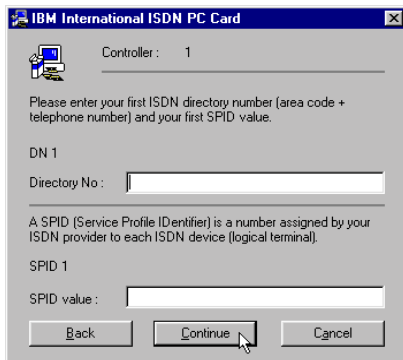 IBM International ISDN PC Card
Controller : 1
Please enter your first ISDN directory number (area code +
telephone number) and your first SPID value.
DN 1
Directory No :
A SPID (Service Profile IDentifier) is a number assigned by your
ISDN provider to each ISDN device (logical terminal).
SPID 1
SPID value :
Back Continue Cancel